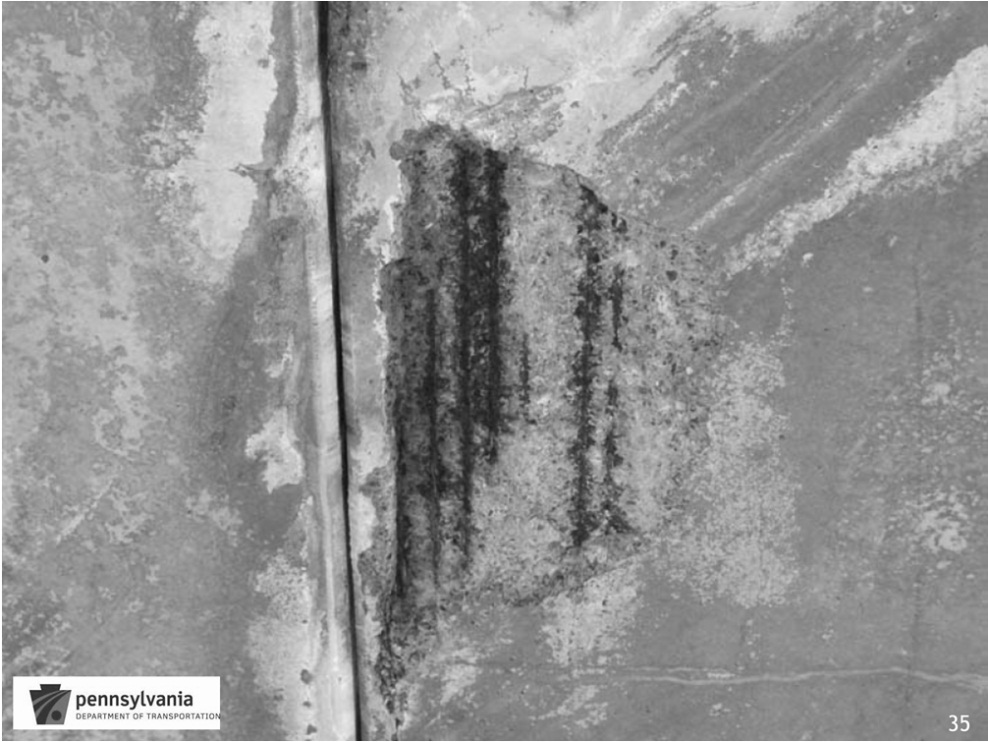 pennsylvania
DEPARTMENT OF TRANSPORTATION
35